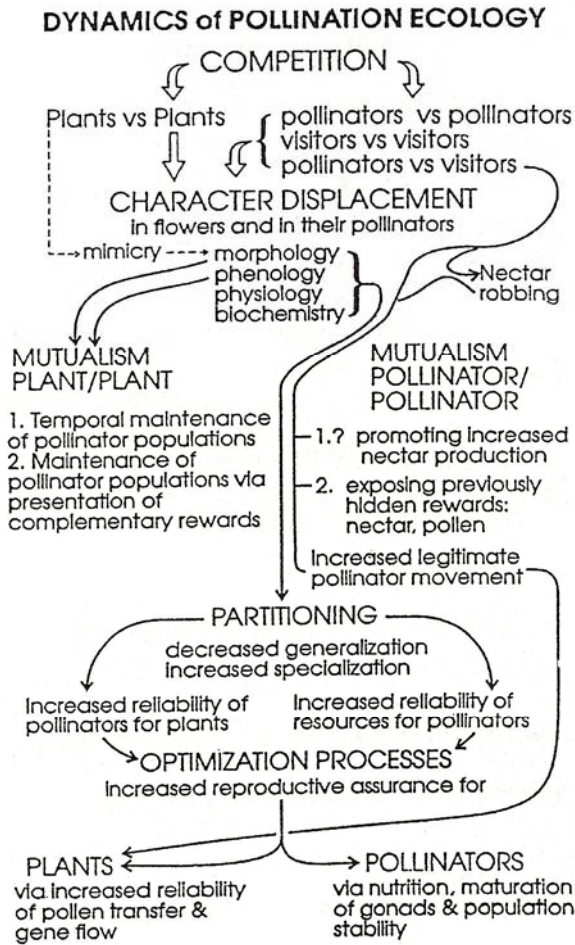 DYNAMICS of POLLINATION ECOLOGY
COMPETITION
Plants vs Plants
pollinators vs pollinators
visitors vs visitors
pollinators vs visitors
CHARACTER DISPLACEMENT
in flowers and in their pollinators
mimicry
morphology
phenology
physiology
biochemistry
Nectar
robbing
MUTUALISM
PLANT/PLANT
1. Temporal maintenance
of pollinator populations
2. Maintenance of
pollinator populations via
presentation of
complementary rewards
MUTUALISM
POLLINATOR/
POLLINATOR
1.? promoting increased
nectar production
2. exposing previously
hidden rewards:
nectar, pollen
Increased legitimate
pollinator movement
PARTITIONING
decreased generalization
increased specialization
Increased reliability of
pollinators for plants
Increased reliability of
resources for pollinators
OPTIMIZATION PROCESSES
increased reproductive assurance for
PLANTS
via increased reliability
of pollen transfer &
gene flow
POLLINATORS
via nutrition, maturation
of gonads & population
stability